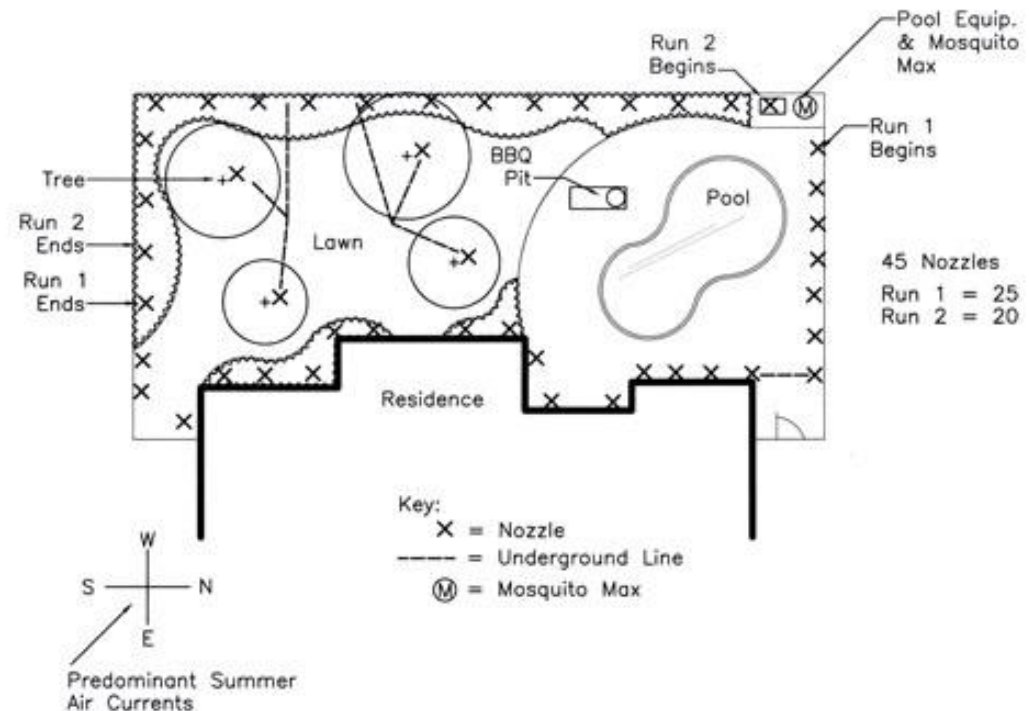 Pool Equip.
& Mosquito
Max
Run 2
Begins
M
Run 1
Begins
BBQ
Pit
Pool
Tree
Run 2
Ends
Lawn
Run 1
Ends
45 Nozzles
Run 1 = 25
Run 2 = 20
Residence
Key:
X = Nozzle
---- = Underground Line
M = Mosquito Max
W
S N
E
Predominant Summer
Air Currents